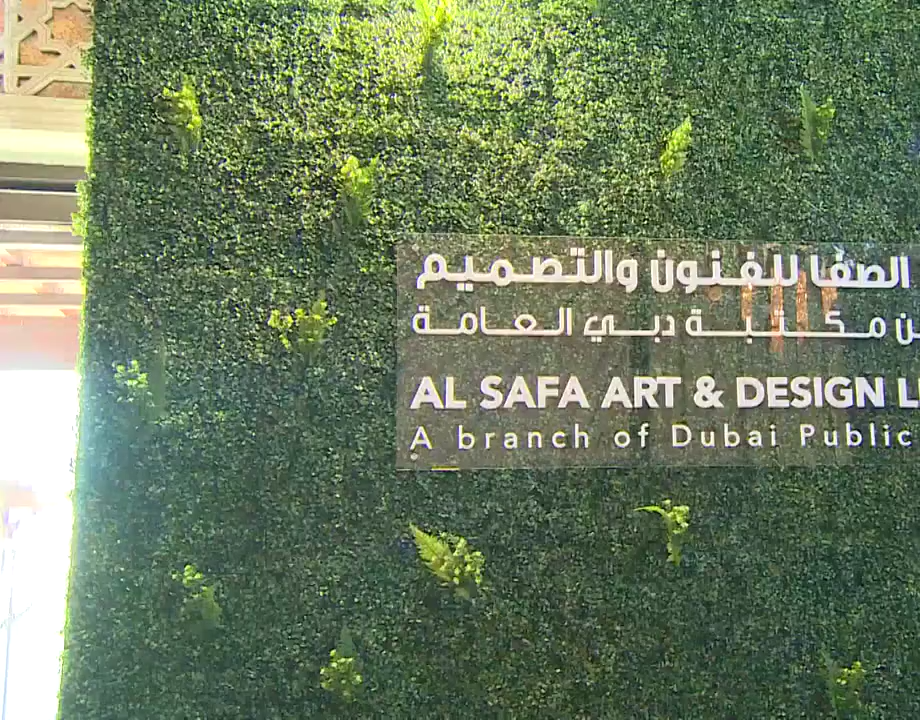 الصفا للفنون والتصميم
مكتبة دبي العامة
AL SAFA ART & DESIGN L
A branch of Dubai Public